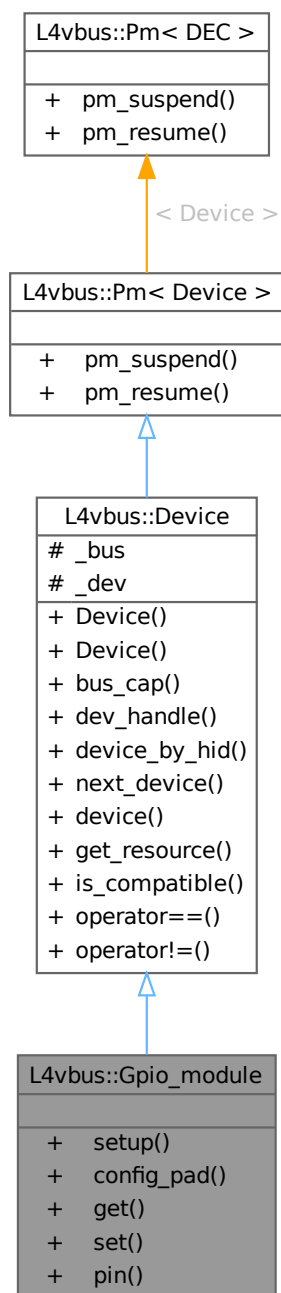 L4vbus::Pm< DEC >
+ pm_suspend()
+ pm_resume()
< Device >
L4vbus::Pm< Device >
+ pm_suspend()
+ pm_resume()
L4vbus::Device
# _bus
# _dev
+ Device()
+ Device()
+ bus_cap()
+ dev_handle()
+ device_by_hid()
+ next_device()
+ device()
+ get_resource()
+ is_compatible()
+ operator==()
+ operator!=()
L4vbus::Gpio_module
+ setup()
+ config_pad()
+ get()
+ set()
+ pin()